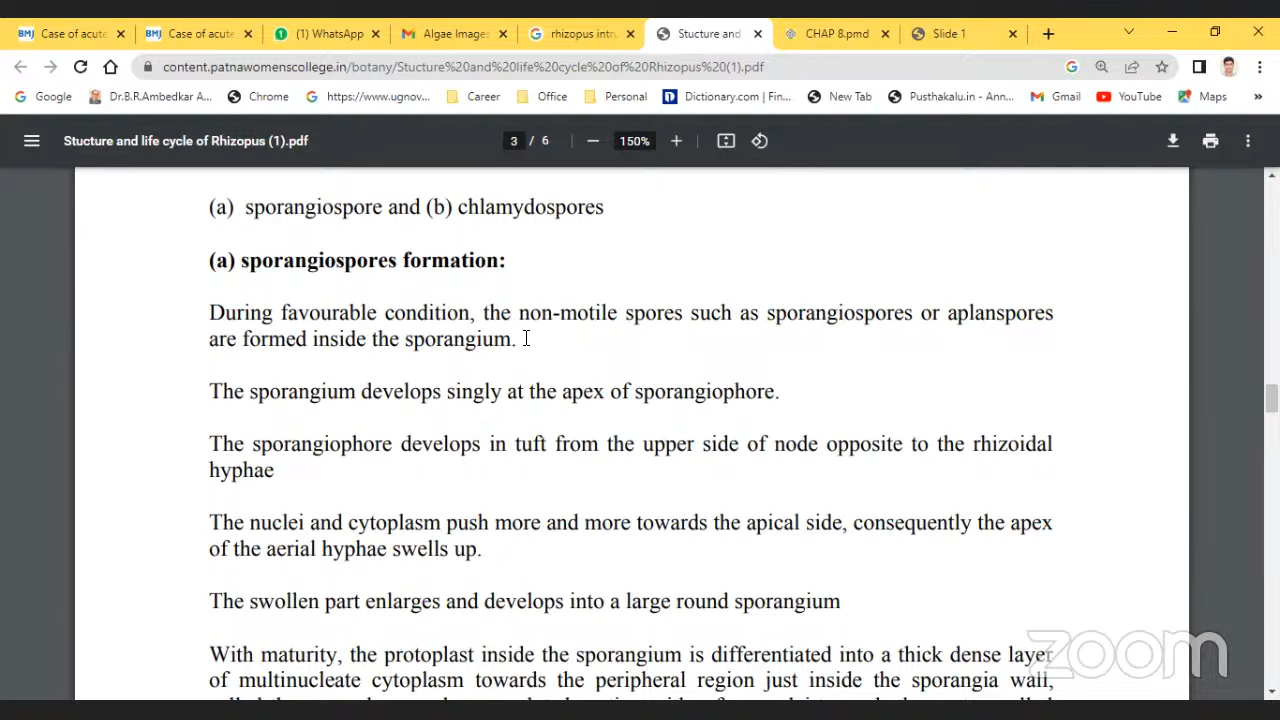 Case of acute
Case of acute
(1) WhatsApp
Algae Images
rhizopus intr
Stucture and
CHAP 8.pmd
Slide 1
content.patnawomenscollege.in/botany/Stucture%20and%20life%20cycle%20of%20Rhizopus%20(1).pdf
Google
Dr.B.R.Ambedkar A...
Chrome
https://www.ugnov...
Career
Office
Personal
Dictionary.com | Fin...
New Tab
Pusthakalu.in - Ann...
Gmail
YouTube
Maps
Stucture and life cycle of Rhizopus (1).pdf
3 / 6
150%
(a) sporangiospore and (b) chlamydospores
(a) sporangiospores formation:
During favourable condition, the non-motile spores such as sporangiospores or aplanspores
are formed inside the sporangium.
The sporangium develops singly at the apex of sporangiophore.
The sporangiophore develops in tuft from the upper side of node opposite to the rhizoidal
hyphae
The nuclei and cytoplasm push more and more towards the apical side, consequently the apex
of the aerial hyphae swells up.
The swollen part enlarges and develops into a large round sporangium
With maturity, the protoplast inside the sporangium is differentiated into a thick dense layer
of multinucleate cytoplasm towards the peripheral region just inside the sporangia wall,
zoom